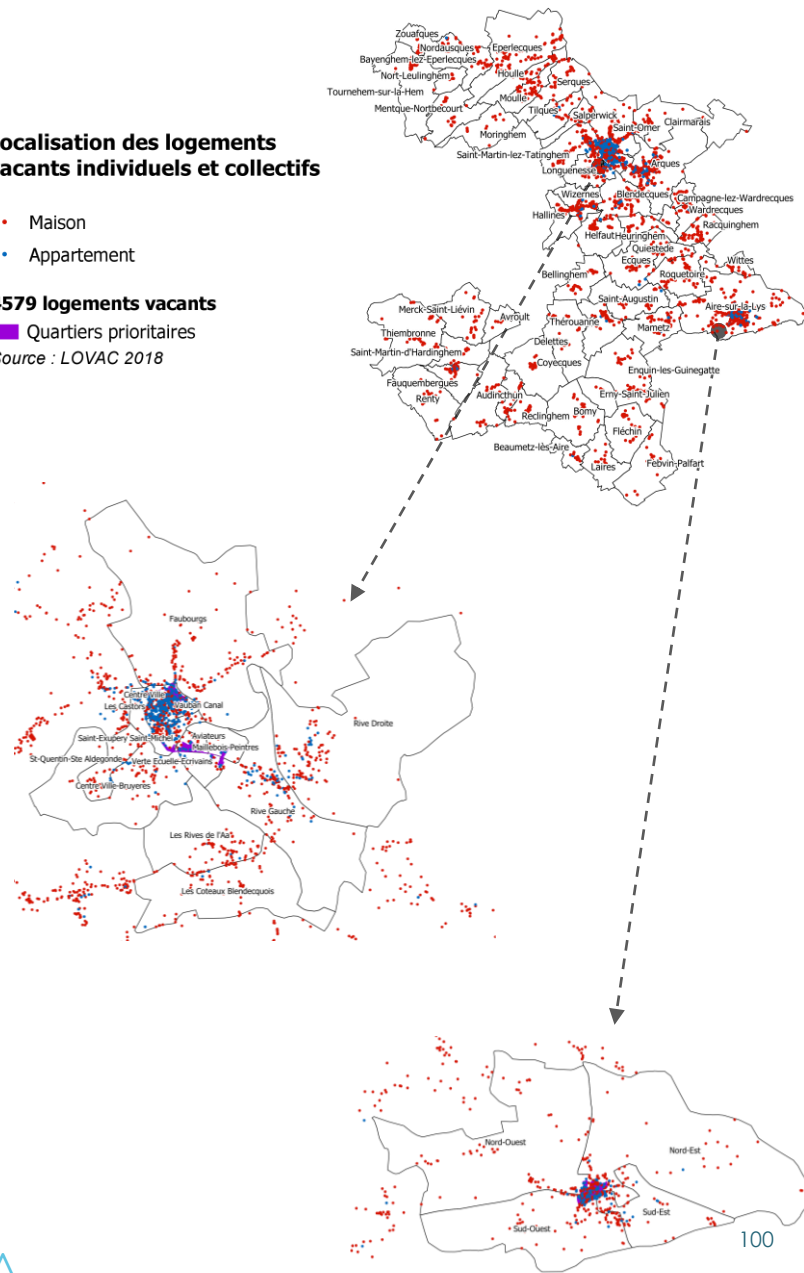 ocalisation des logements
acants individuels et collectifs
Maison
Appartement
4579 logements vacants
Quartiers prioritaires
Source : LOVAC 2018
Zouafques
Nordausques
Eperlecques
Bayenghem-lez-Eperlecques
Nort-Leulinghem
Houlle
Serques
Tournehem-sur-la-Hem
Moulle
Mentque-Nortbécourt
Tilques
Salperwick
Moringhem
Saint-Omer
Clairmarais
Saint-Martin-lez-Tatinghem
Longuenesse
Arques
Wizernes
Blendecques
Campagne-lez-Wardrecques
Wardrecques
Hallines
Racquinghem
Helfaut
Heuringhem
Quiestède
Ecques
Wittes
Bellinghem
Roquetoire
Saint-Augustin
Aire-sur-la-Lys
Merck-Saint-Liévin
Avroult
Thérouanne
Mametz
Thiembronne
Delettes
Saint-Martin-d'Hardinghem
Coyecques
Enquin-les-Guinegatte
Fauquembergues
Renty
Audincthun
Erny-Saint-Julien
Reclinghem
Bomy
Fléchin
Beaumetz-lès-Aire
Laires
Febvin-Palfart
Faubourgs
Centre Ville
Les Castors
Vauban Canal
Rive Droite
Saint-Exupery Saint-Michel
Aviateurs
Maillebois-Peintres
St-Quentin-Ste Aldegonde
Verte Ecuelle-Ecrivains
Centre Ville-Bruyeres
Rive Gauche
Les Rives de l'Aa
Les Coteaux Blendecquois
Nord-Ouest
Nord-Est
Sud-Est
Sud-Ouest
100